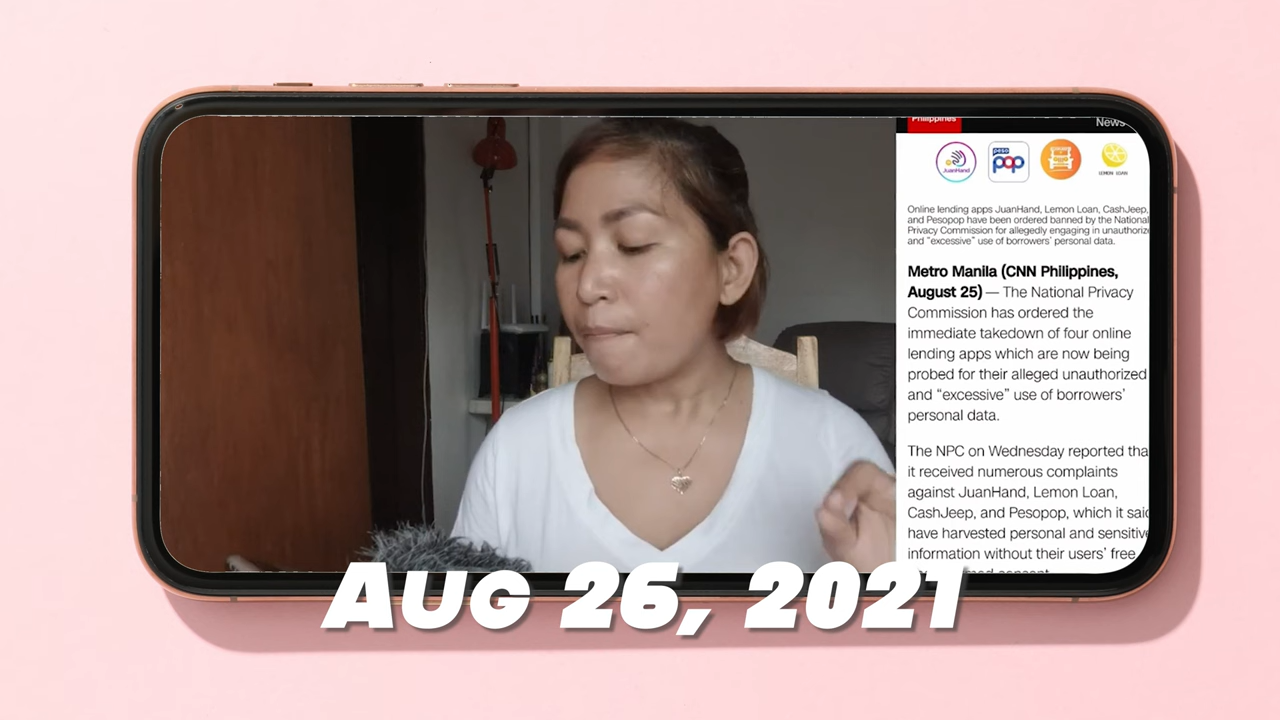 Philippines
News
JuanHand
peso
pop
LEMON LOAN
Online lending apps JuanHand, Lemon Loan, CashJeep,
and Pesopop have been ordered banned by the National
Privacy Commission for allegedly engaging in unauthorize
and “excessive” use of borrowers’ personal data.
Metro Manila (CNN Philippines,
August 25) — The National Privacy
Commission has ordered the
immediate takedown of four online
lending apps which are now being
probed for their alleged unauthorized
and “excessive” use of borrowers’
personal data.
The NPC on Wednesday reported tha
it received numerous complaints
against JuanHand, Lemon Loan,
CashJeep, and Pesopop, which it said
have harvested personal and sensitive
information without their users’ free
AUG 26, 2021